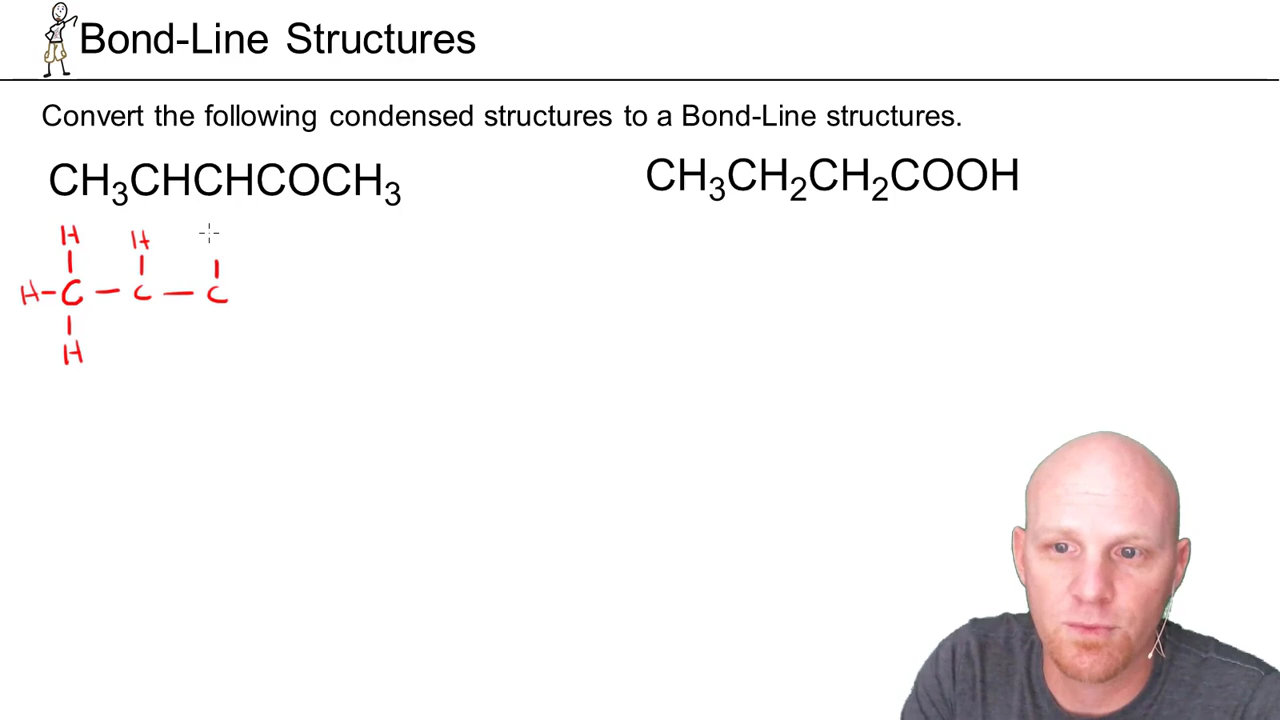 Bond-Line Structures
Convert the following condensed structures to a Bond-Line structures.
CH₃CHCHCOCH₃
CH₃CH₂CH₂COOH
H H
H-C-C-C
H